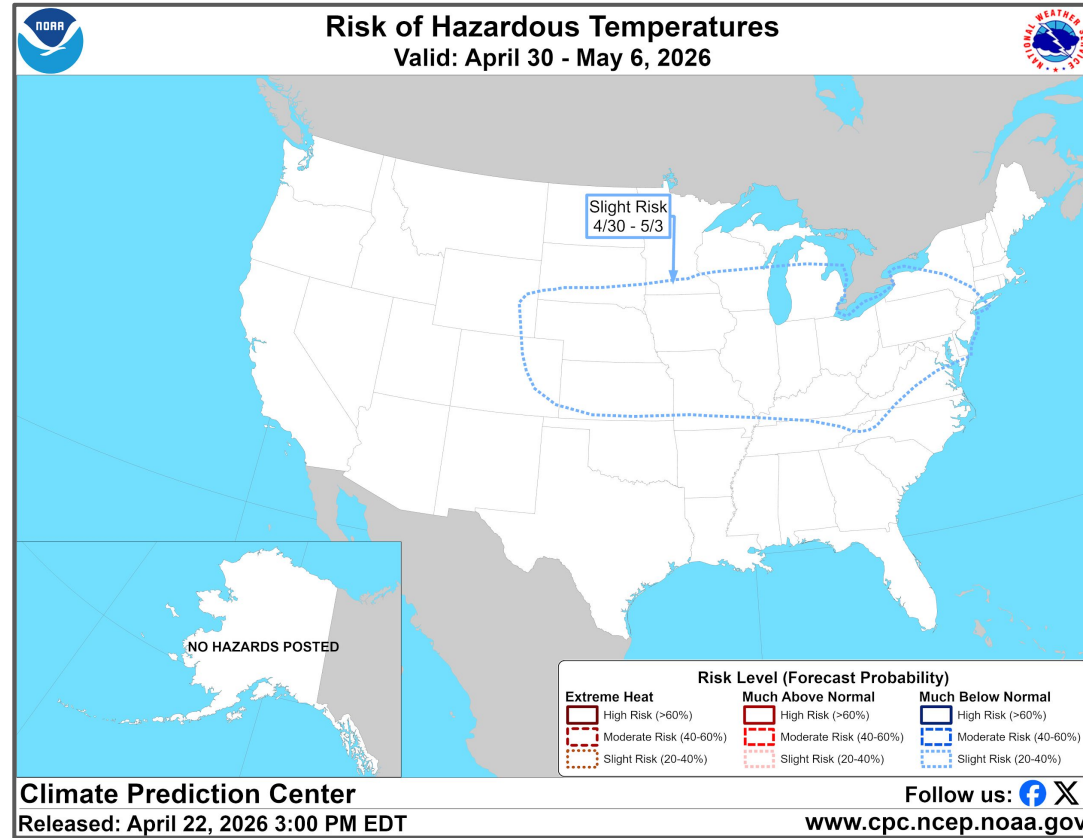 NOAA
Risk of Hazardous Temperatures
Valid: April 30 - May 6, 2026
NATIONAL WEATHER SERVICE
Slight Risk
4/30 - 5/3
NO HAZARDS POSTED
Risk Level (Forecast Probability)
Extreme Heat Much Above Normal Much Below Normal
High Risk (>60%) High Risk (>60%) High Risk (>60%)
Moderate Risk (40-60%) Moderate Risk (40-60%) Moderate Risk (40-60%)
Slight Risk (20-40%) Slight Risk (20-40%) Slight Risk (20-40%)
Climate Prediction Center
Follow us:
Released: April 22, 2026 3:00 PM EDT
www.cpc.ncep.noaa.gov